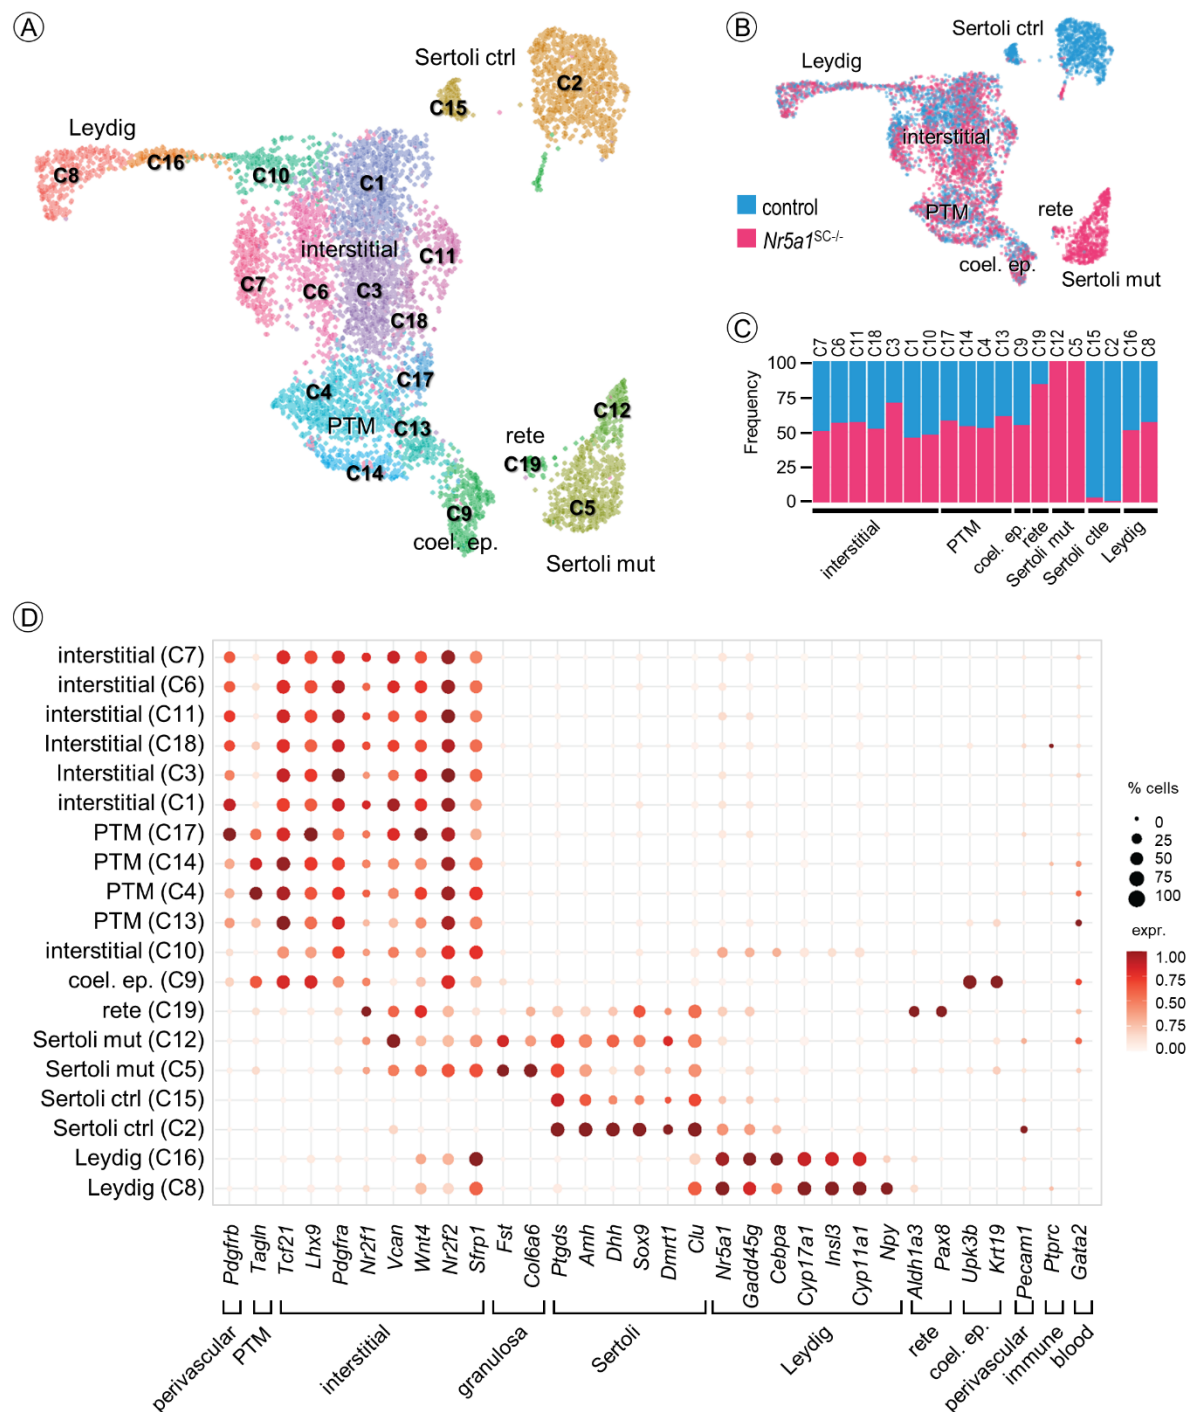 A
Sertoli ctrl
C2
C15
Leydig
C8
C16
C10
C1
interstitial
C11
C7
C6
C3
C18
C4
C17
PTM
C13
C14
C12
rete
C19
C9
C5
coel. ep.
Sertoli mut
B
Sertoli ctrl
Leydig
interstitial
control
Nr5a1SC-/-
PTM
rete
coel. ep.
Sertoli mut
C
C7 C6 C11 C18 C3 C1 C10 C17 C14 C4 C13 C9 C19 C12 C5 C15 C2 C16 C8
Frequency
100
75
50
25
0
interstitial PTM coel. ep. rete Sertoli mut Sertoli ctle Leydig
D
interstitial (C7)
interstitial (C6)
interstitial (C11)
Interstitial (C18)
Interstitial (C3)
interstitial (C1)
PTM (C17)
PTM (C14)
PTM (C4)
PTM (C13)
interstitial (C10)
coel. ep. (C9)
rete (C19)
Sertoli mut (C12)
Sertoli mut (C5)
Sertoli ctrl (C15)
Sertoli ctrl (C2)
Leydig (C16)
Leydig (C8)
% cells
0
25
50
75
100
expr.
1.00
0.75
0.50
0.75
0.00
Pdgfrb Tagln Tcf21 Lhx9 Pdgfra Nr2f1 Vcan Wnt4 Nr2f2 Sfrp1 Fst Col6a6 Ptgds Amh Dhh Sox9 Dmrt1 Clu Nr5a1 Gadd45g Cebpa Cyp17a1 Insl3 Cyp11a1 Npy Aldh1a3 Pax8 Upk3b Krt19 Pecam1 Ptprc Gata2
perivascular PTM interstitial granulosa Sertoli Leydig rete coel. ep. perivascular immune blood